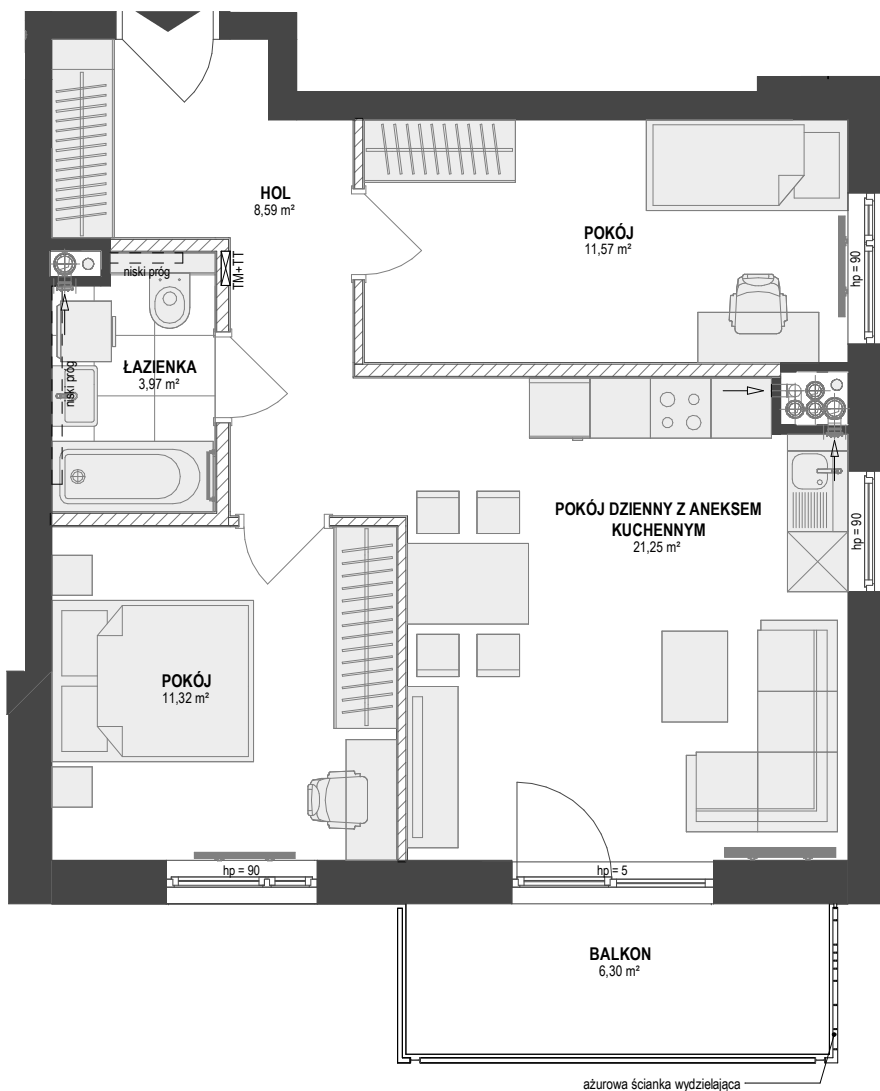 HOL
8,59 m²
POKÓJ
11,57 m²
hp = 90
niski próg
TM+TT
ŁAZIENKA
3,97 m²
niski próg
POKÓJ DZIENNY Z ANEKSEM
KUCHENNYM
21,25 m²
hp = 90
POKÓJ
11,32 m²
hp = 90
hp = 5
BALKON
6,30 m²
ażurowa ścianka wydzielająca